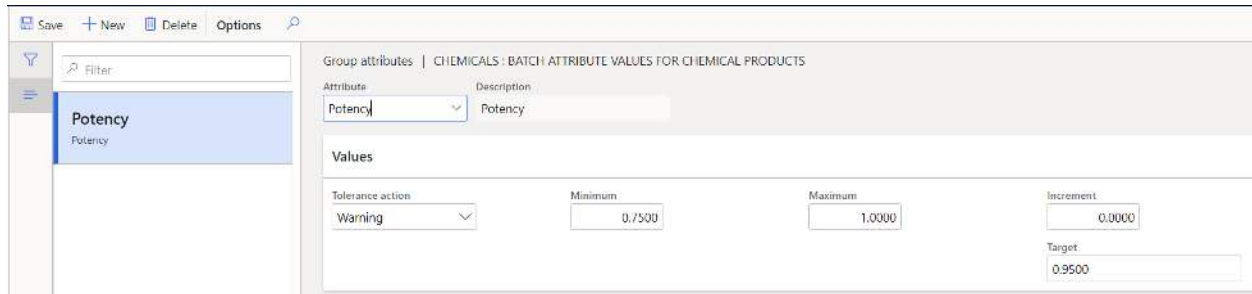 Save New Delete Options
Filter
Potency
Potency
Group attributes | CHEMICALS : BATCH ATTRIBUTE VALUES FOR CHEMICAL PRODUCTS
Attribute Description
Potency Potency
Values
Tolerance action Minimum Maximum Increment
Warning 0.7500 1.0000 0.0000
Target
0.9500